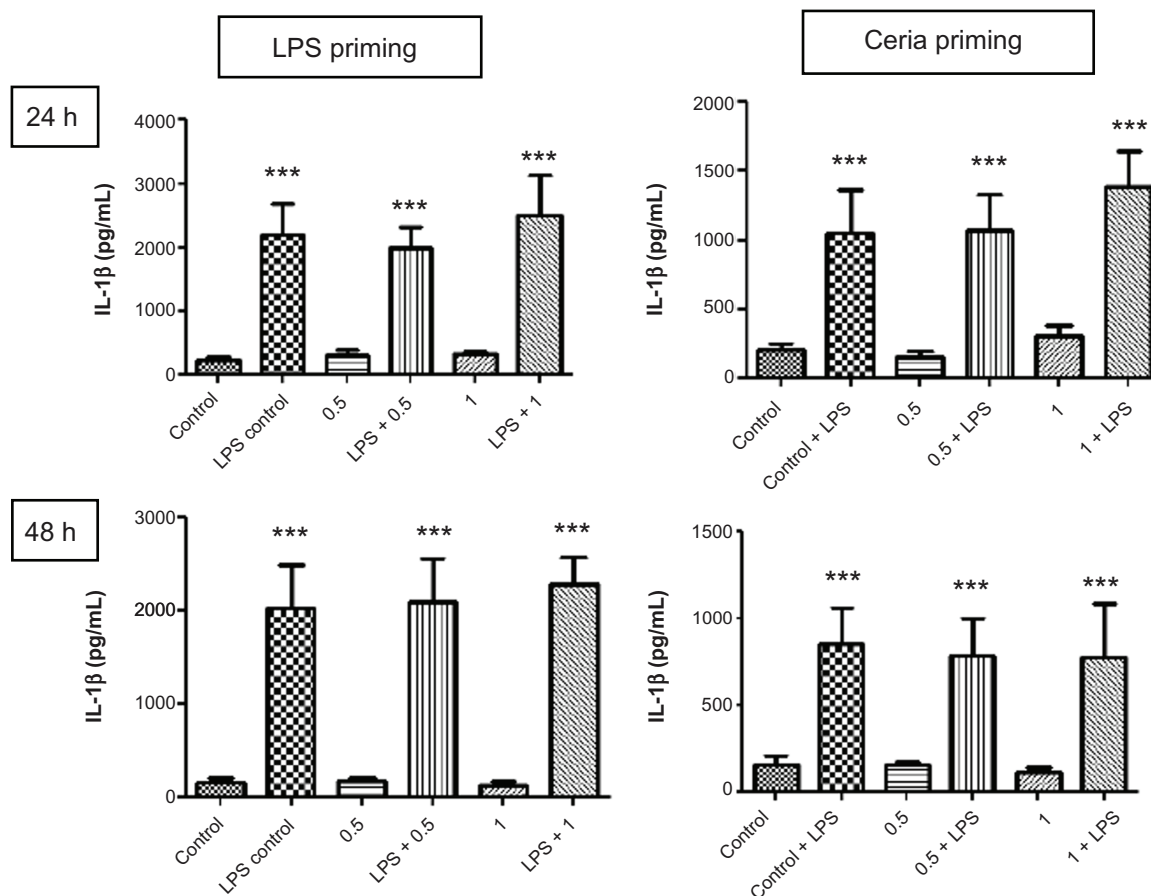 LPS priming
Ceria priming
24 h
4000
3000
2000
1000
0
IL-1β (pg/mL)
***
***
***
Control
LPS control
0.5
LPS + 0.5
1
LPS + 1
2000
1500
1000
500
0
IL-1β (pg/mL)
***
***
***
Control
Control + LPS
0.5
0.5 + LPS
1
1 + LPS
48 h
3000
2000
1000
0
IL-1β (pg/mL)
***
***
***
Control
LPS control
0.5
LPS + 0.5
1
LPS + 1
1500
1000
500
0
IL-1β (pg/mL)
***
***
***
Control
Control + LPS
0.5
0.5 + LPS
1
1 + LPS